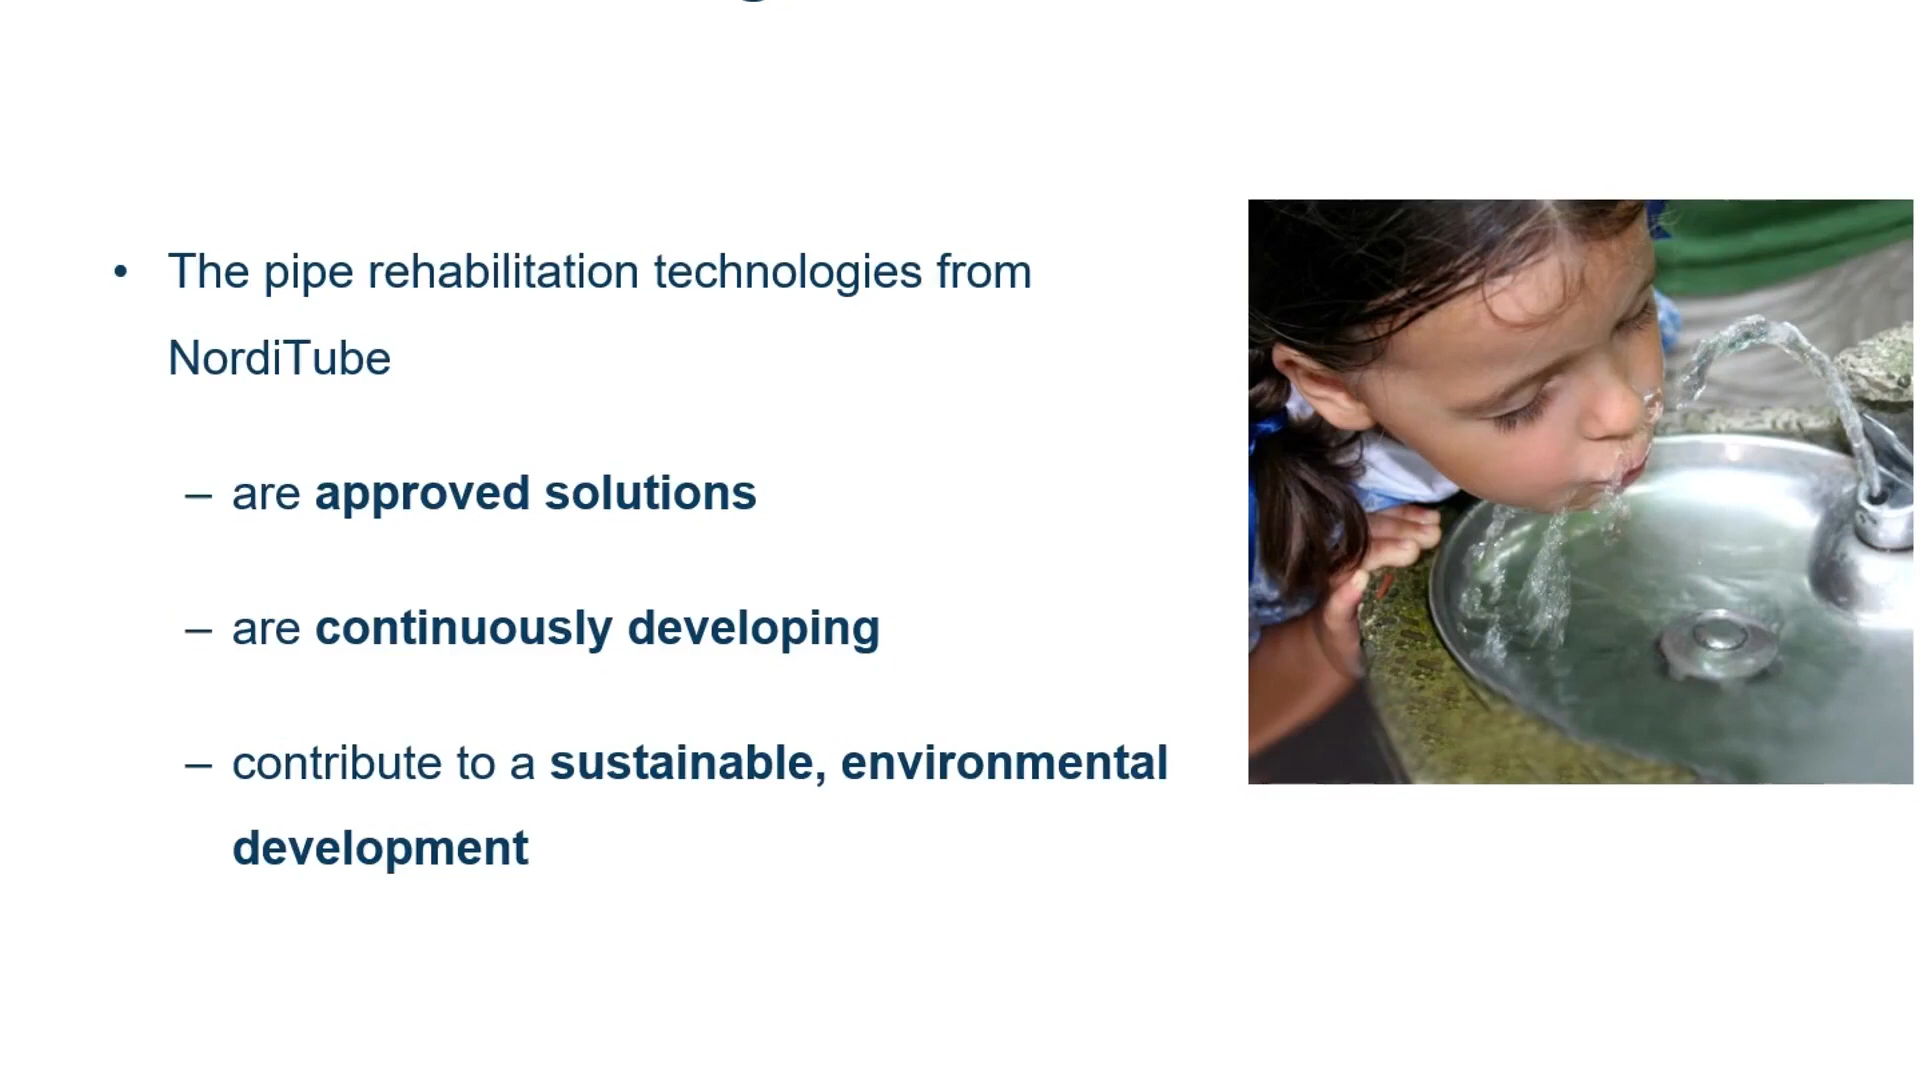 • The pipe rehabilitation technologies from
NordiTube
– are approved solutions
– are continuously developing
– contribute to a sustainable, environmental
development